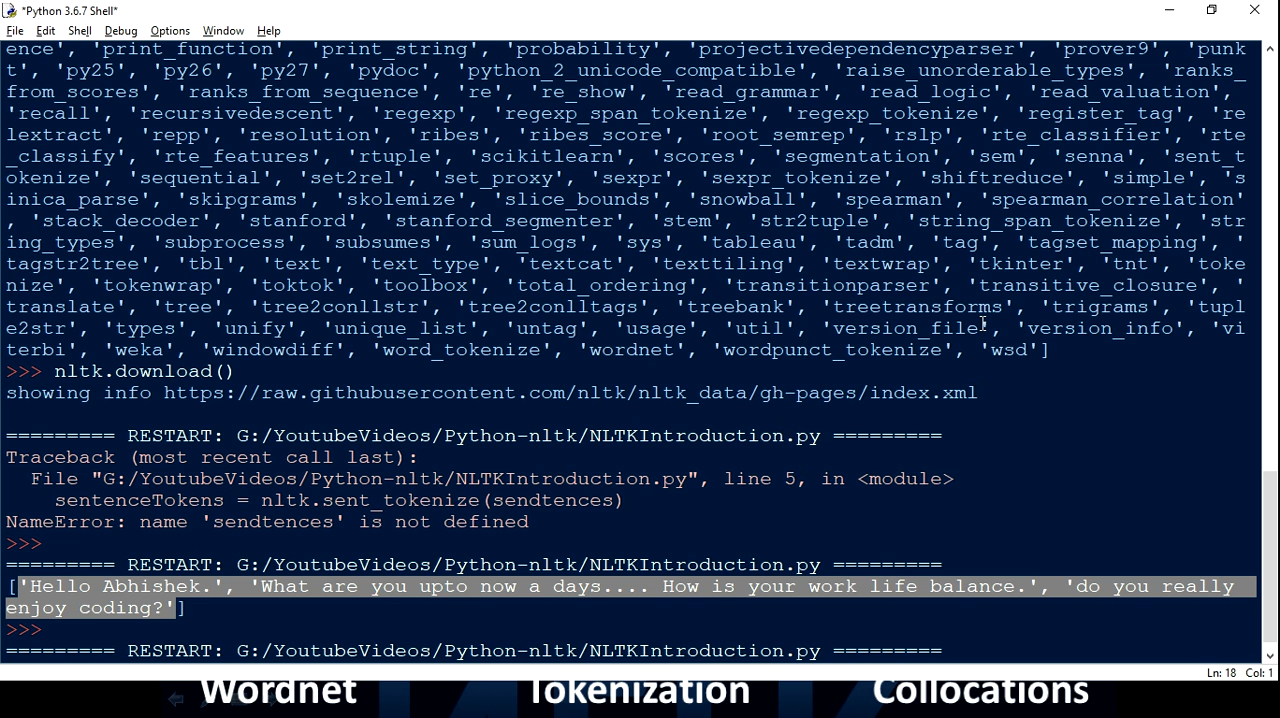 *Python 3.6.7 Shell*
File Edit Shell Debug Options Window Help
ence', 'print_function', 'print_string', 'probability', 'projectivedependencyparser', 'prover9', 'punk
t', 'py25', 'py26', 'py27', 'pydoc', 'python_2_unicode_compatible', 'raise_unorderable_types', 'ranks_
from_scores', 'ranks_from_sequence', 're', 're_show', 'read_grammar', 'read_logic', 'read_valuation',
'recall', 'recursivedescent', 'regexp', 'regexp_span_tokenize', 'regexp_tokenize', 'register_tag', 're
lextract', 'repp', 'resolution', 'ribes', 'ribes_score', 'root_semrep', 'rslp', 'rte_classifier', 'rte
_classify', 'rte_features', 'rtuple', 'scikitlearn', 'scores', 'segmentation', 'sem', 'senna', 'sent_t
okenize', 'sequential', 'set2rel', 'set_proxy', 'sexpr', 'sexpr_tokenize', 'shiftreduce', 'simple', 's
inica_parse', 'skipgrams', 'skolemize', 'slice_bounds', 'snowball', 'spearman', 'spearman_correlation'
, 'stack_decoder', 'stanford', 'stanford_segmenter', 'stem', 'str2tuple', 'string_span_tokenize', 'str
ing_types', 'subprocess', 'subsumes', 'sum_logs', 'sys', 'tableau', 'tadm', 'tag', 'tagset_mapping', '
tagstr2tree', 'tbl', 'text', 'text_type', 'textcat', 'texttiling', 'textwrap', 'tkinter', 'tnt', 'toke
nize', 'tokenwrap', 'toktok', 'toolbox', 'total_ordering', 'transitionparser', 'transitive_closure', '
translate', 'tree', 'tree2conllstr', 'tree2conlltags', 'treebank', 'treetransforms', 'trigrams', 'tupl
e2str', 'types', 'unify', 'unique_list', 'untag', 'usage', 'util', 'version_file', 'version_info', 'vi
terbi', 'weka', 'windowdiff', 'word_tokenize', 'wordnet', 'wordpunct_tokenize', 'wsd']
>>> nltk.download()
showing info https://raw.githubusercontent.com/nltk/nltk_data/gh-pages/index.xml
========= RESTART: G:/YoutubeVideos/Python-nltk/NLTKIntroduction.py =========
Traceback (most recent call last):
File "G:/YoutubeVideos/Python-nltk/NLTKIntroduction.py", line 5, in <module>
sentenceTokens = nltk.sent_tokenize(sendtences)
NameError: name 'sendtences' is not defined
>>>
========= RESTART: G:/YoutubeVideos/Python-nltk/NLTKIntroduction.py =========
['Hello Abhishek.', 'What are you upto now a days.... How is your work life balance.', 'do you really
enjoy coding?']
>>>
========= RESTART: G:/YoutubeVideos/Python-nltk/NLTKIntroduction.py =========
Ln: 18 Col: 1
Wordnet Tokenization Collocations